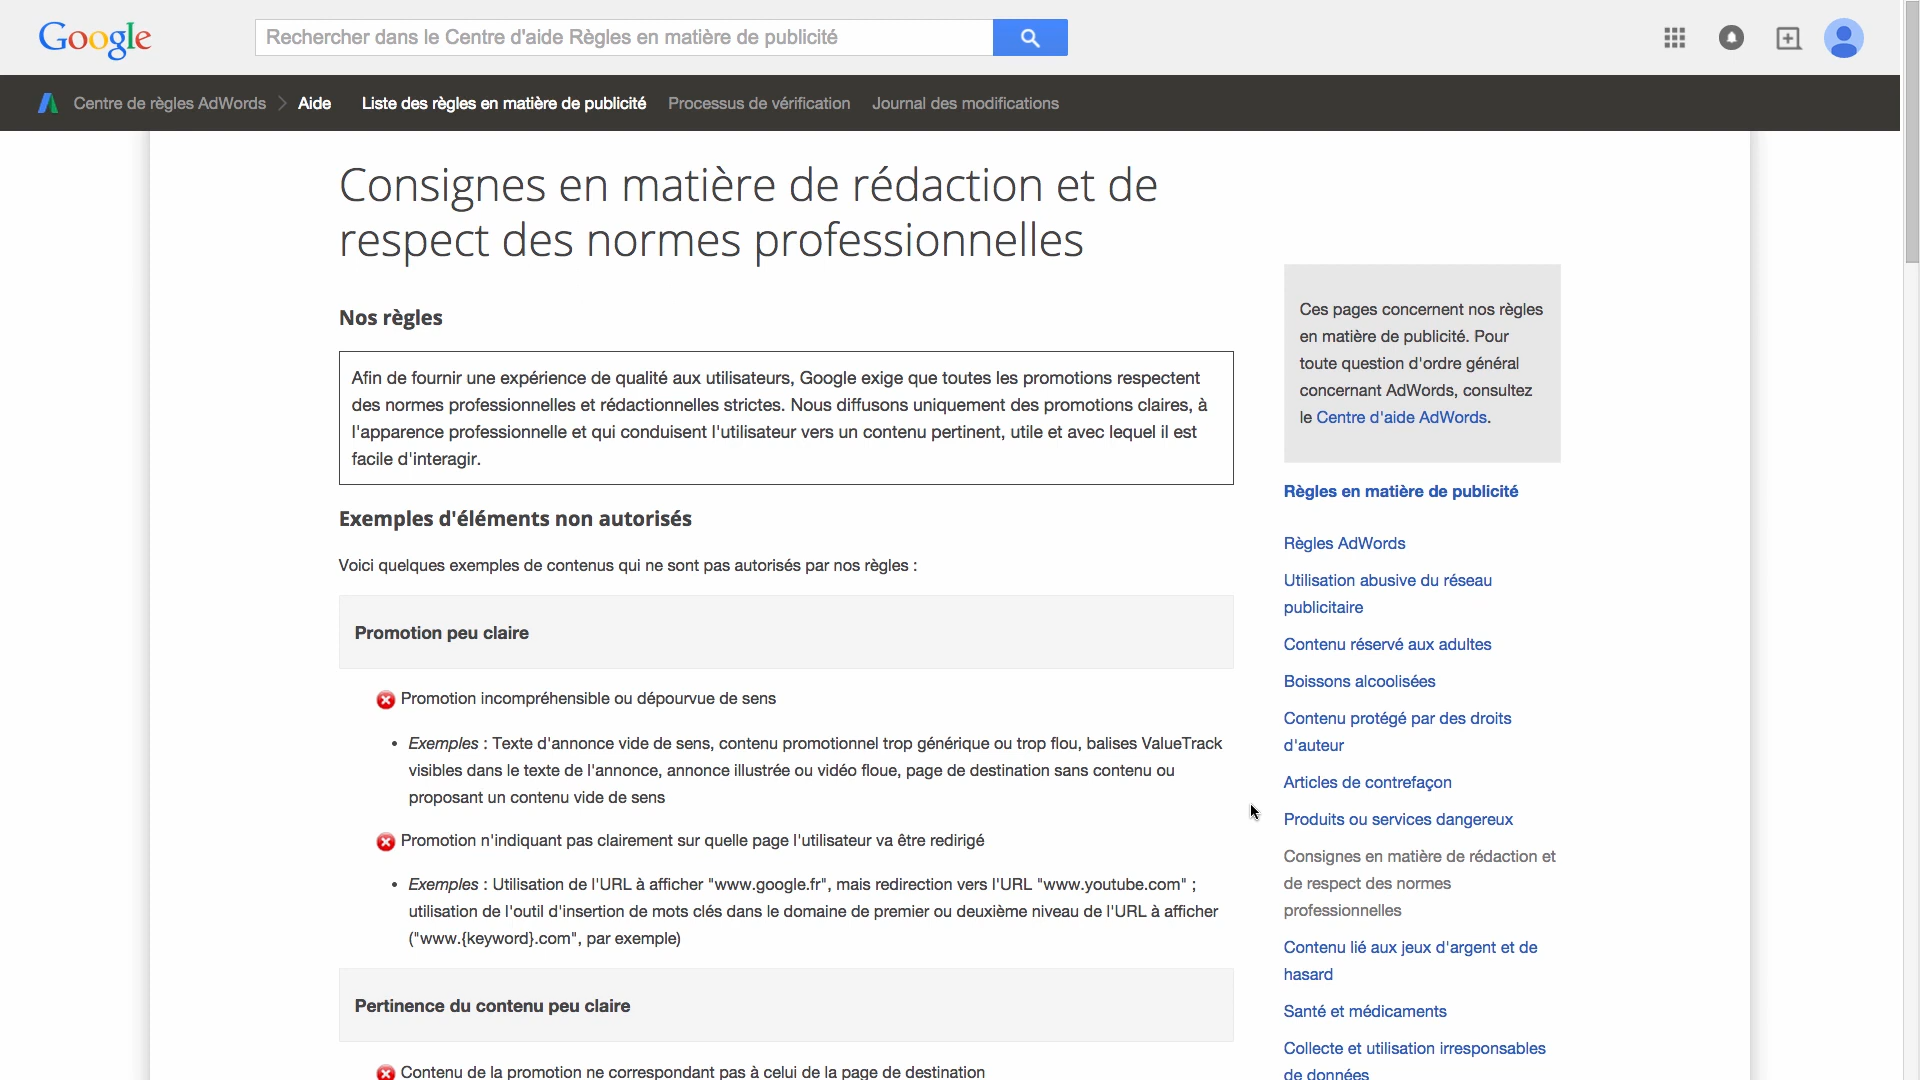 Google
Rechercher dans le Centre d'aide Règles en matière de publicité
Centre de règles AdWords > Aide Liste des règles en matière de publicité Processus de vérification Journal des modifications
Consignes en matière de rédaction et de
respect des normes professionnelles
Nos règles
Afin de fournir une expérience de qualité aux utilisateurs, Google exige que toutes les promotions respectent
des normes professionnelles et rédactionnelles strictes. Nous diffusons uniquement des promotions claires, à
l'apparence professionnelle et qui conduisent l'utilisateur vers un contenu pertinent, utile et avec lequel il est
facile d'interagir.
Exemples d'éléments non autorisés
Voici quelques exemples de contenus qui ne sont pas autorisés par nos règles :
Promotion peu claire
Promotion incompréhensible ou dépourvue de sens
• Exemples : Texte d'annonce vide de sens, contenu promotionnel trop générique ou trop flou, balises ValueTrack
visibles dans le texte de l'annonce, annonce illustrée ou vidéo floue, page de destination sans contenu ou
proposant un contenu vide de sens
Promotion n'indiquant pas clairement sur quelle page l'utilisateur va être redirigé
• Exemples : Utilisation de l'URL à afficher "www.google.fr", mais redirection vers l'URL "www.youtube.com" ;
utilisation de l'outil d'insertion de mots clés dans le domaine de premier ou deuxième niveau de l'URL à afficher
("www.{keyword}.com", par exemple)
Pertinence du contenu peu claire
Contenu de la promotion ne correspondant pas à celui de la page de destination
Ces pages concernent nos règles
en matière de publicité. Pour
toute question d'ordre général
concernant AdWords, consultez
le Centre d'aide AdWords.
Règles en matière de publicité
Règles AdWords
Utilisation abusive du réseau
publicitaire
Contenu réservé aux adultes
Boissons alcoolisées
Contenu protégé par des droits
d'auteur
Articles de contrefaçon
Produits ou services dangereux
Consignes en matière de rédaction et
de respect des normes
professionnelles
Contenu lié aux jeux d'argent et de
hasard
Santé et médicaments
Collecte et utilisation irresponsables
de données